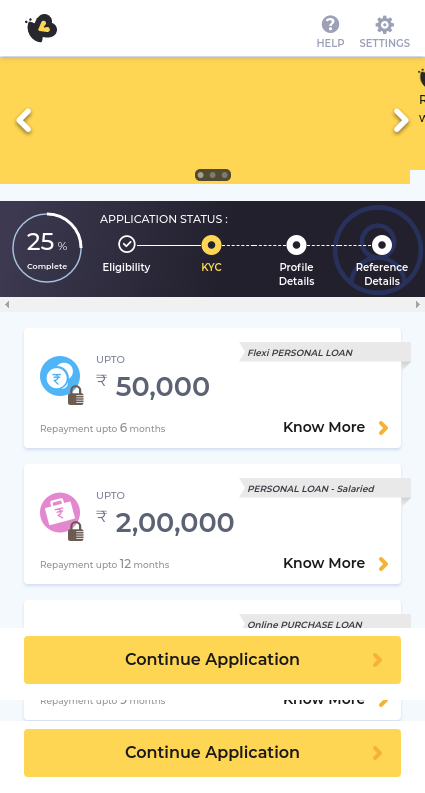 HELP
SETTINGS
APPLICATION STATUS :
25 %
Complete
Eligibility
KYC
Profile Details
Reference Details
Flexi PERSONAL LOAN
UPTO
₹ 50,000
Repayment upto 6 months
Know More
PERSONAL LOAN - Salaried
UPTO
₹ 2,00,000
Repayment upto 12 months
Know More
Online PURCHASE LOAN
Continue Application
Repayment upto 9 months
Know More
Continue Application